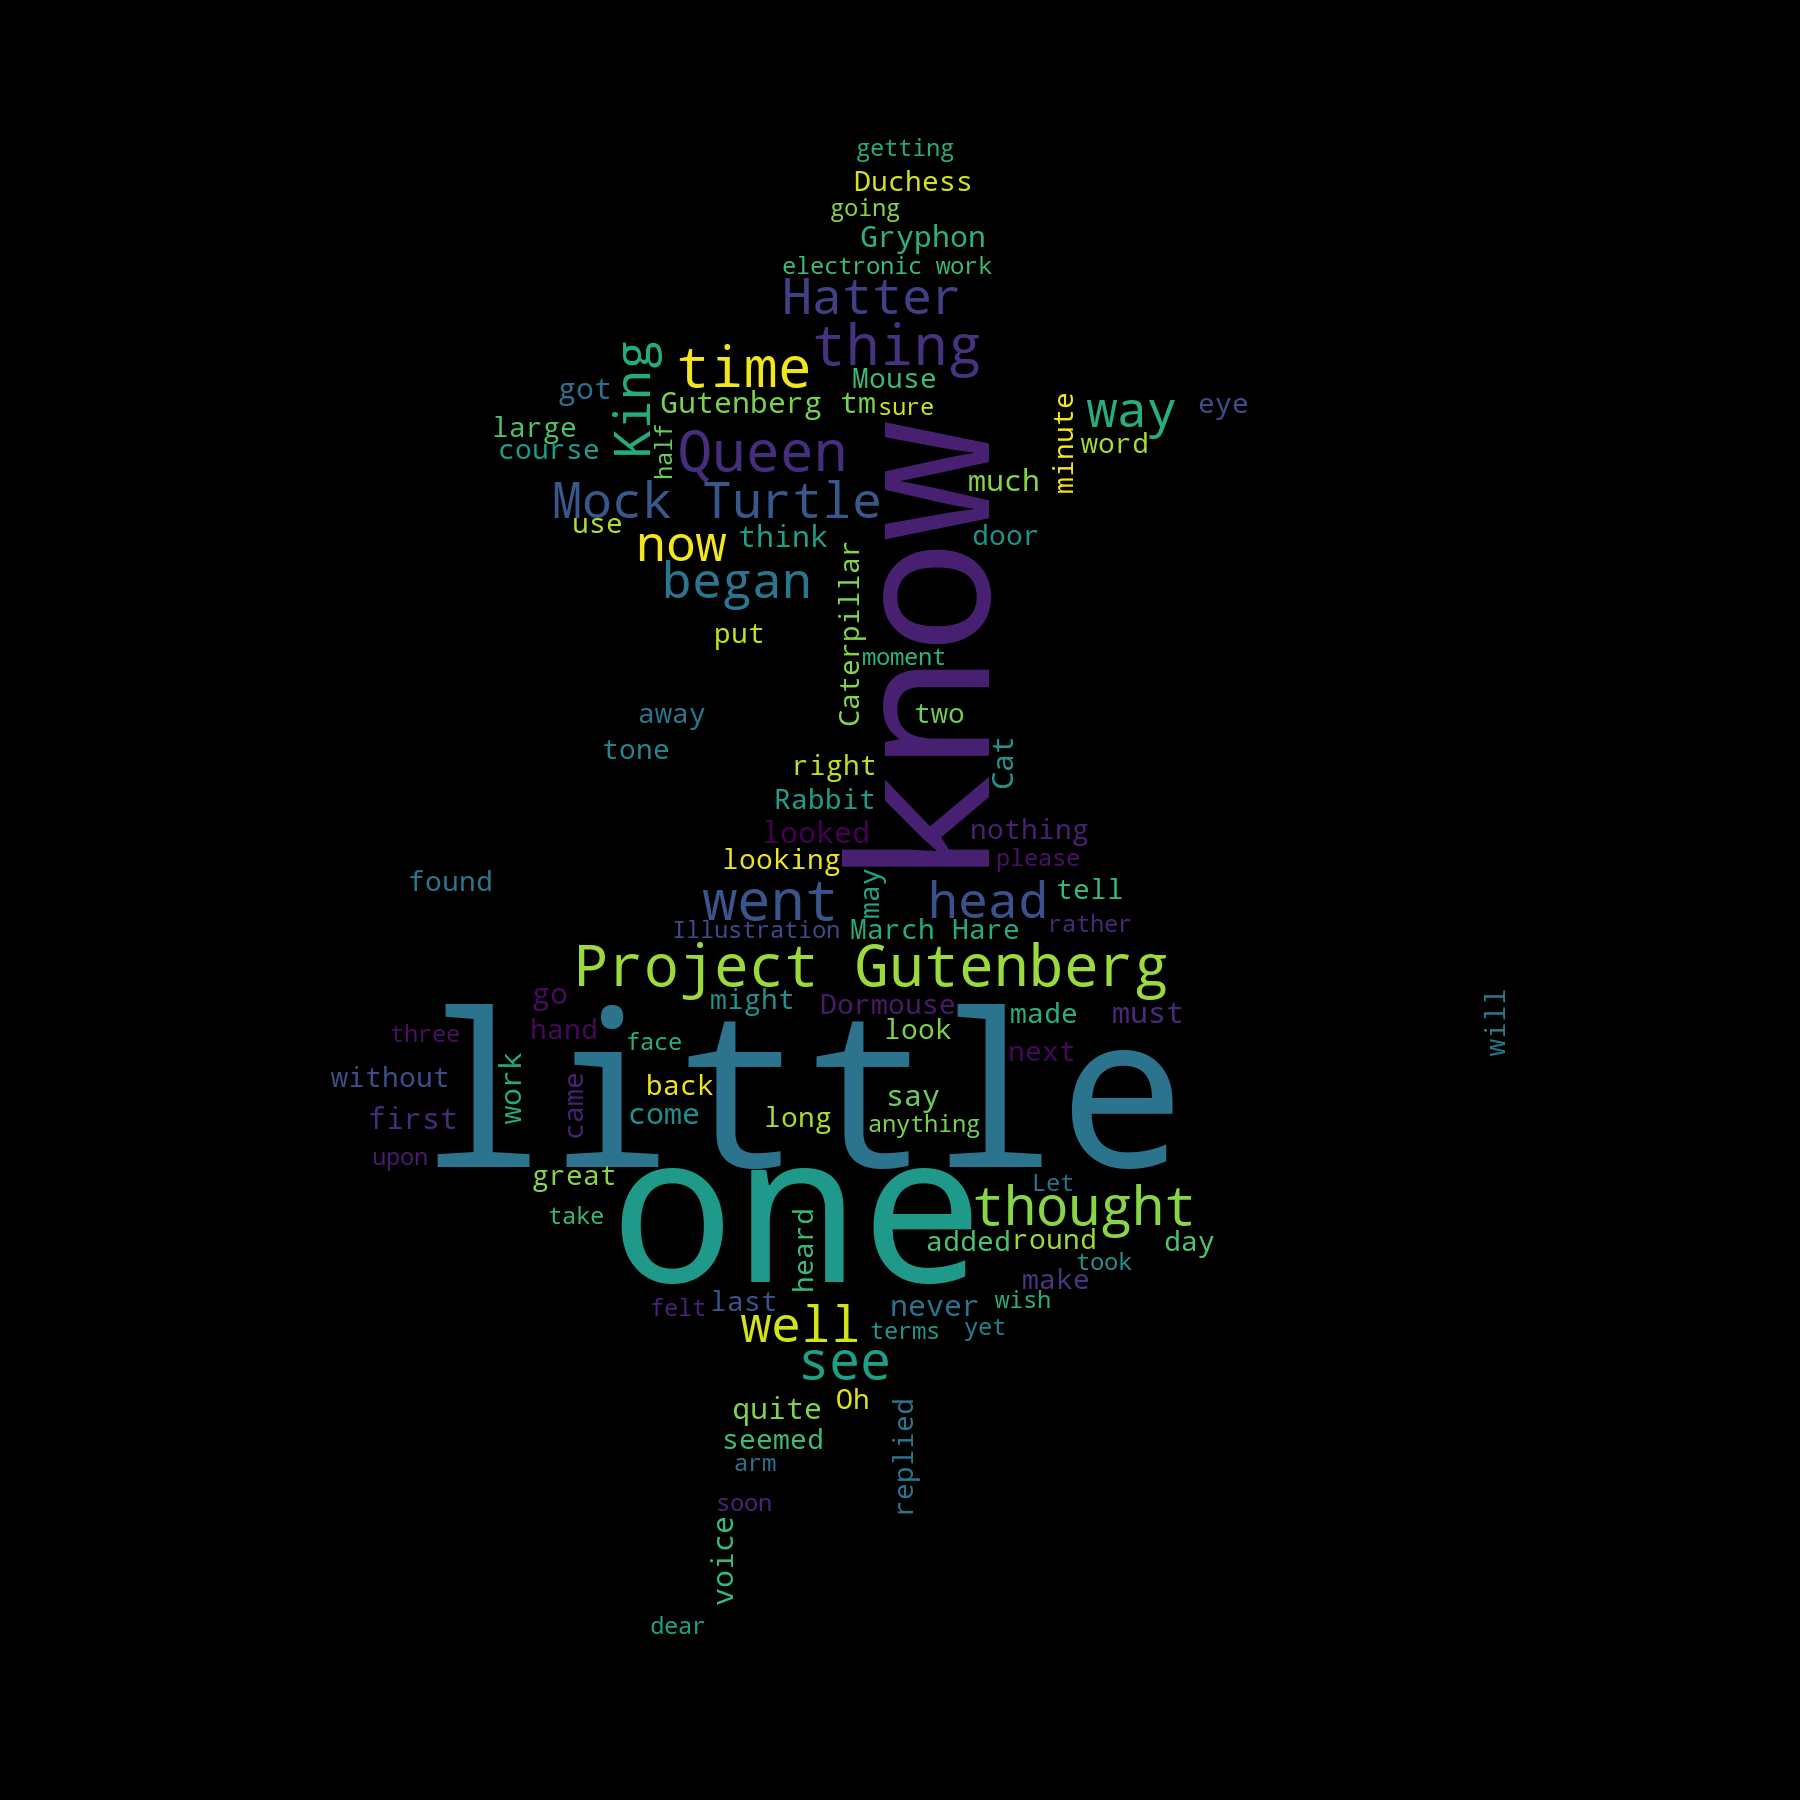 getting
Duchess
going
Gryphon
electronic work
Hatter
thing
King
time
Mouse
got
Gutenberg tm
sure
minute
way
eye
large
course
half
Queen
know
word
much
Mock Turtle
use
now
think
door
began
Caterpillar
put
moment
away
two
tone
Cat
right
Rabbit
looked
nothing
looking
please
found
went
may
head
tell
Illustration
March Hare
rather
Project Gutenberg
go
might
Dormouse
made
must
will
three
hand
little
face
look
next
without
work
came
back
say
first
come
long
anything
upon
great
one
Let
take
heard
thought
added
round
day
took
make
felt
last
never
wish
well
terms
yet
see
quite
Oh
replied
seemed
arm
soon
voice
dear